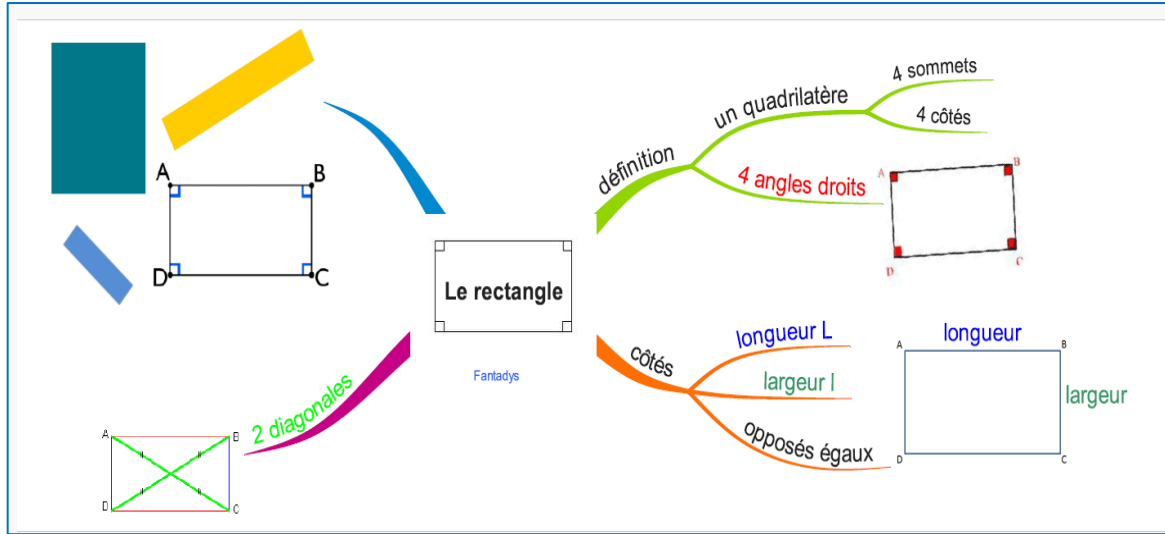 Le rectangle
Fantadys
définition
un quadrilatère
4 sommets
4 côtés
4 angles droits
A
B
D
C
côtés
longueur L
largeur l
opposés égaux
longueur
A
B
largeur
D
C
2 diagonales
A
B
D
C
A
B
D
C